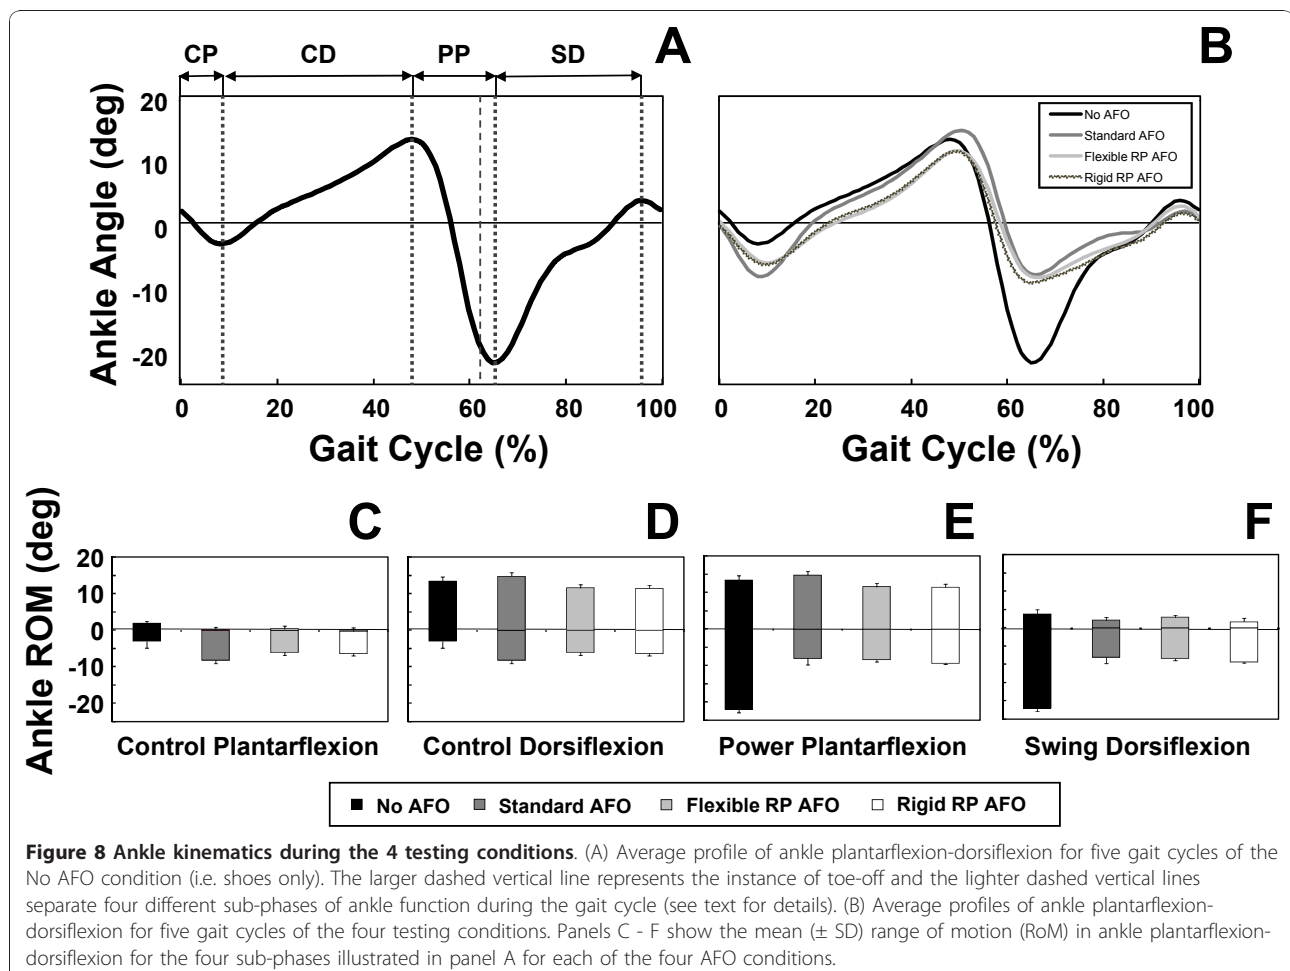 CP CD PP SD A
Ankle Angle (deg)
20
10
0
-10
-20
0 20 40 60 80 100
Gait Cycle (%)
B
No AFO
Standard AFO
Flexible RP AFO
Rigid RP AFO
0 20 40 60 80 100
Gait Cycle (%)
Ankle ROM (deg)
C D E F
20
10
0
-10
-20
Control Plantarflexion Control Dorsiflexion Power Plantarflexion Swing Dorsiflexion
No AFO Standard AFO Flexible RP AFO Rigid RP AFO
Figure 8 Ankle kinematics during the 4 testing conditions. (A) Average profile of ankle plantarflexion-dorsiflexion for five gait cycles of the
No AFO condition (i.e. shoes only). The larger dashed vertical line represents the instance of toe-off and the lighter dashed vertical lines
separate four different sub-phases of ankle function during the gait cycle (see text for details). (B) Average profiles of ankle plantarflexion-
dorsiflexion for five gait cycles of the four testing conditions. Panels C - F show the mean (± SD) range of motion (RoM) in ankle plantarflexion-
dorsiflexion for the four sub-phases illustrated in panel A for each of the four AFO conditions.